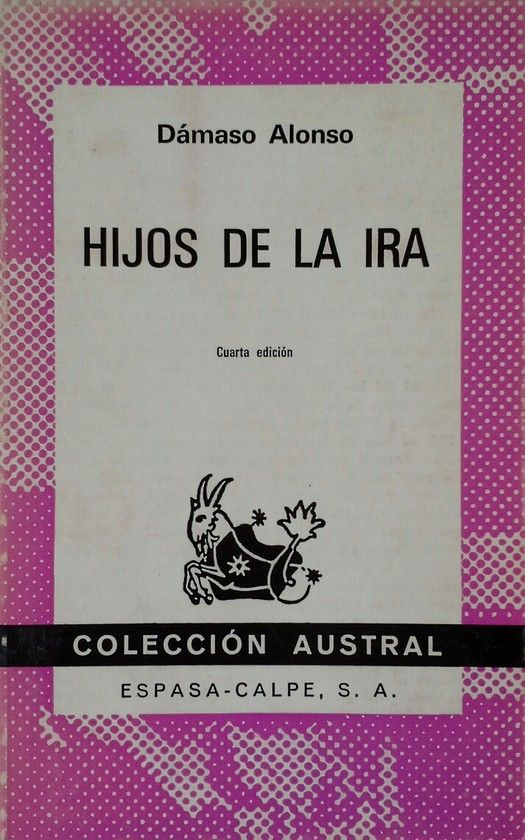 Dámaso Alonso
HIJOS DE LA IRA
Cuarta edición
COLECCIÓN AUSTRAL
ESPASA-CALPE, S. A.